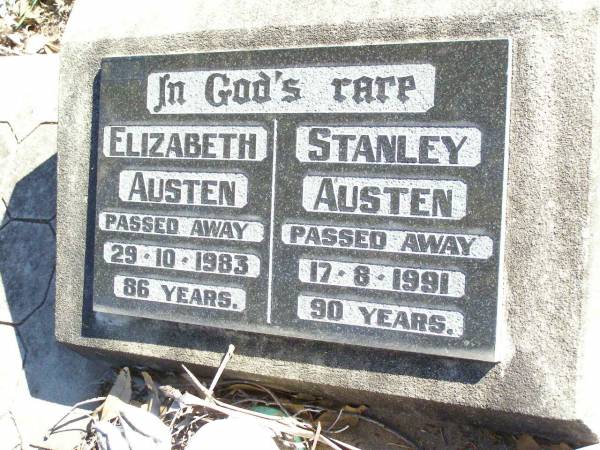 In God's care
ELIZABETH
AUSTEN
PASSED AWAY
29·10·1983
86 YEARS.
STANLEY
AUSTEN
PASSED AWAY
17·8·1991
90 YEARS.